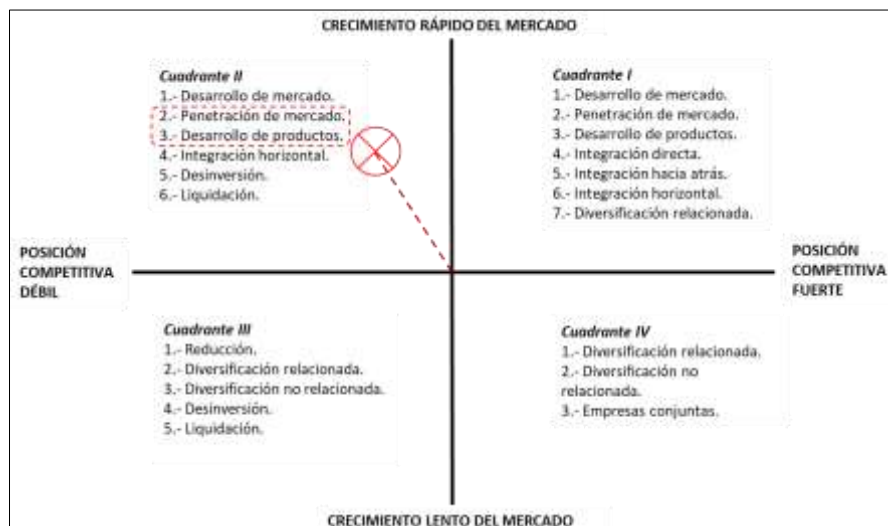 CRECIMIENTO RÁPIDO DEL MERCADO
Cuadrante II
1.- Desarrollo de mercado.
2.- Penetración de mercado.
3.- Desarrollo de productos.
4.- Integración horizontal.
5.- Desinversión.
6.- Liquidación.
Cuadrante I
1.- Desarrollo de mercado.
2.- Penetración de mercado.
3.- Desarrollo de productos.
4.- Integración directa.
5.- Integración hacia atrás.
6.- Integración horizontal.
7.- Diversificación relacionada.
POSICIÓN
COMPETITIVA
DÉBIL
POSICIÓN
COMPETITIVA
FUERTE
Cuadrante III
1.- Reducción.
2.- Diversificación relacionada.
3.- Diversificación no relacionada.
4.- Desinversión.
5.- Liquidación.
Cuadrante IV
1.- Diversificación relacionada.
2.- Diversificación no
relacionada.
3.- Empresas conjuntas.
CRECIMIENTO LENTO DEL MERCADO